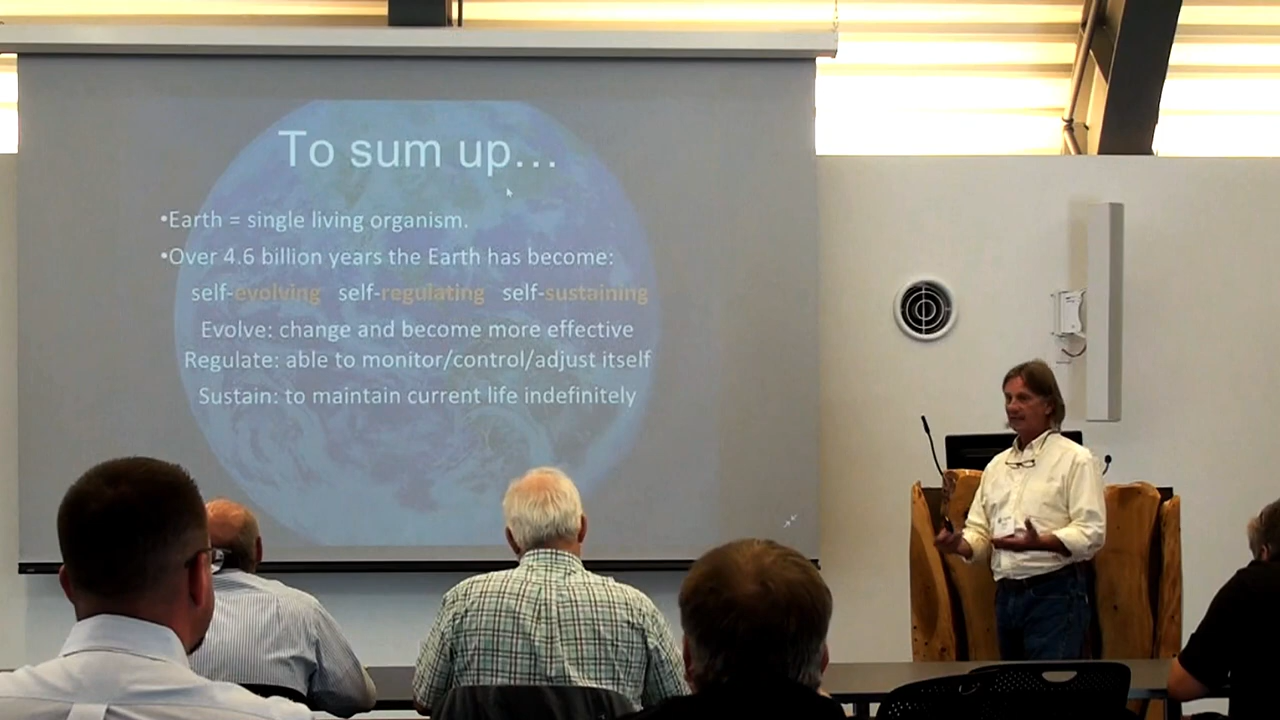 To sum up...
•Earth = single living organism.
•Over 4.6 billion years the Earth has become:
self-evolving self-regulating self-sustaining
Evolve: change and become more effective
Regulate: able to monitor/control/adjust itself
Sustain: to maintain current life indefinitely